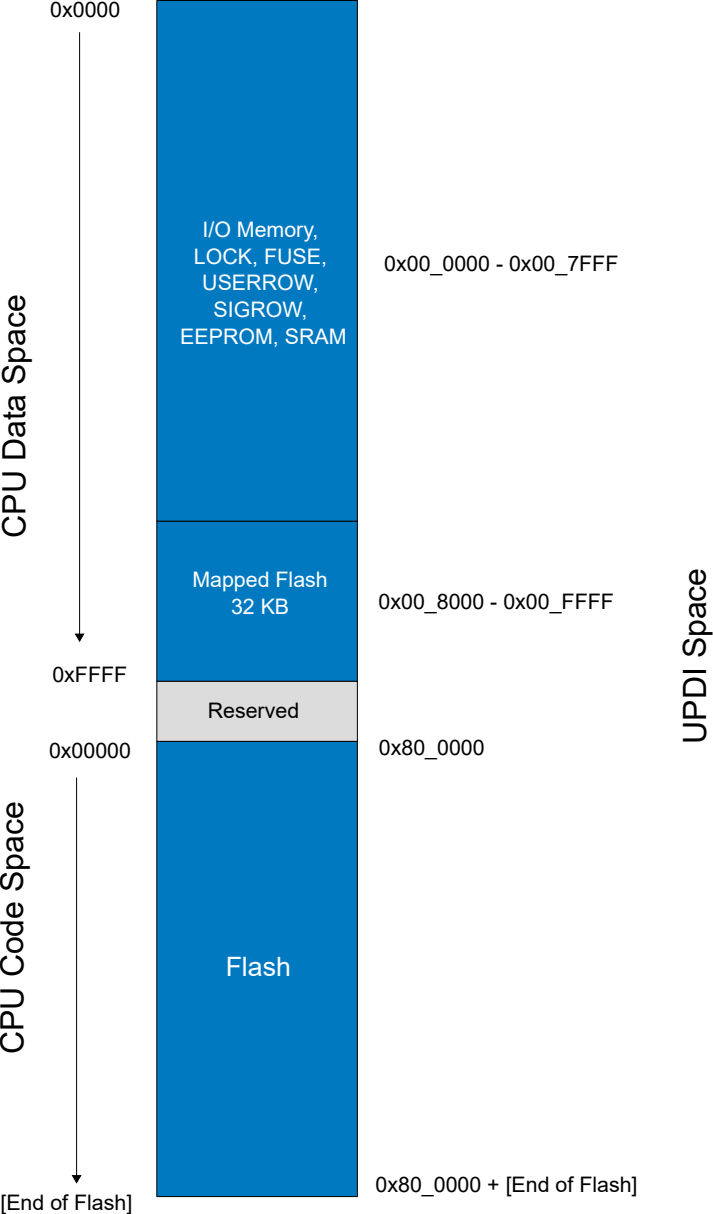 0x0000
CPU Data Space
I/O Memory,
LOCK, FUSE,
USERROW,
SIGROW,
EEPROM, SRAM
0x00_0000 - 0x00_7FFF
Mapped Flash
32 KB
0x00_8000 - 0x00_FFFF
UPDI Space
0xFFFF
Reserved
0x00000
0x80_0000
CPU Code Space
Flash
[End of Flash]
0x80_0000 + [End of Flash]